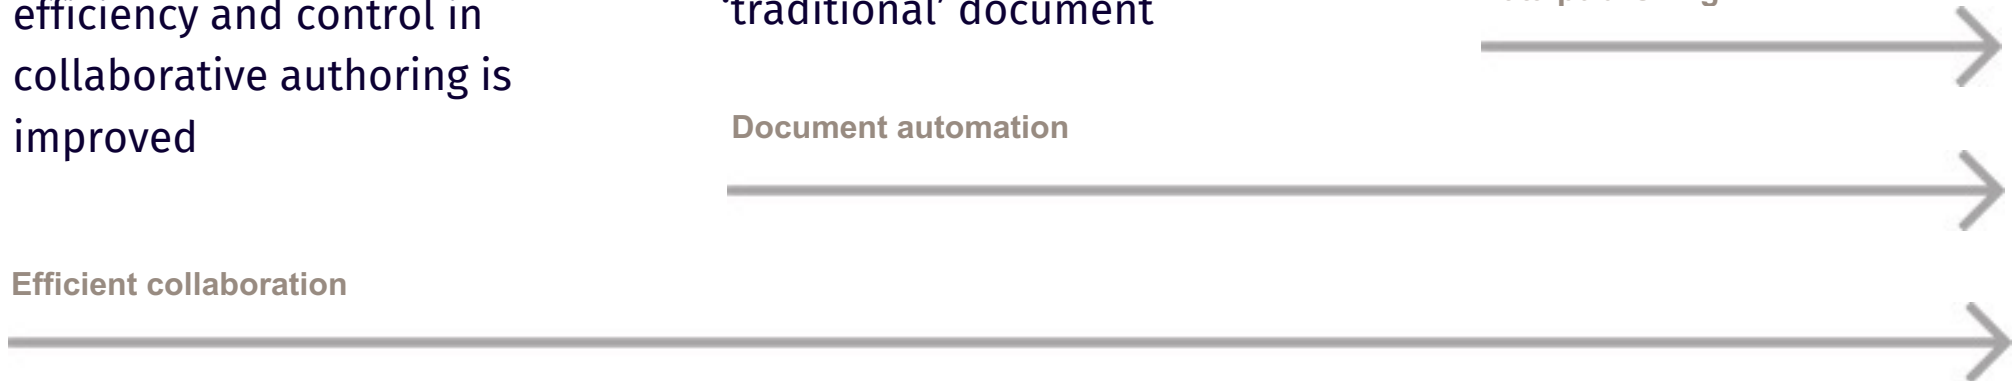 efficiency and control in
collaborative authoring is
improved
'traditional' document
Document automation
Efficient collaboration